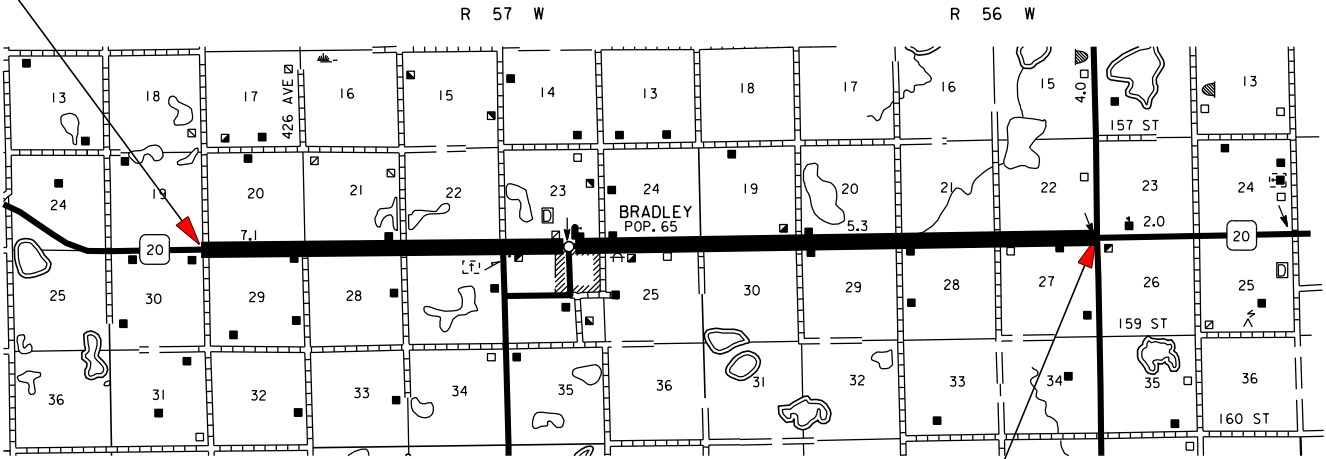 R 57 W R 56 W
13 18 17 426 AVE 16 15 14 13 18 17 16 15 4.0 13
157 ST
24 19 20 21 22 23 24 19 20 21 22 23 24
BRADLEY
POP. 65
20 7.1 5.3 2.0 20
25 30 29 28 25 30 29 28 27 26 25
159 ST
36 31 32 33 34 35 36 31 32 33 34 35 36
160 ST